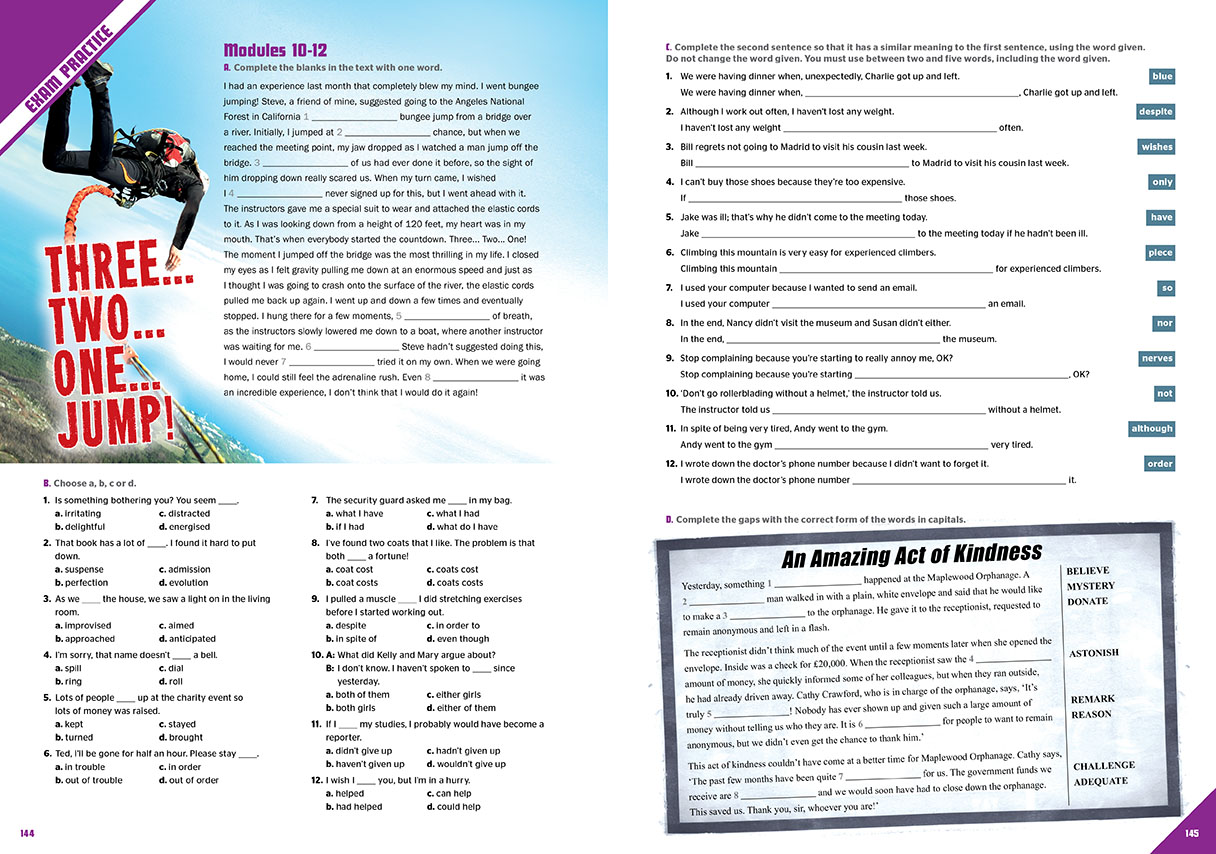 EXAM PRACTICE
THREE...
TWO...
ONE...
JUMP!
Modules 10-12
A. Complete the blanks in the text with one word.
I had an experience last month that completely blew my mind. I went bungee
jumping! Steve, a friend of mine, suggested going to the Angeles National
Forest in California 1 ________________ bungee jump from a bridge over
a river. Initially, I jumped at 2 ________________ chance, but when we
reached the meeting point, my jaw dropped as I watched a man jump off the
bridge. 3 ________________ of us had ever done it before, so the sight of
him dropping down really scared us. When my turn came, I wished
I 4 ________________ never signed up for this, but I went ahead with it.
The instructors gave me a special suit to wear and attached the elastic cords
to it. As I was looking down from a height of 120 feet, my heart was in my
mouth. That's when everybody started the countdown. Three... Two... One!
The moment I jumped off the bridge was the most thrilling in my life. I closed
my eyes as I felt gravity pulling me down at an enormous speed and just as
I thought I was going to crash onto the surface of the river, the elastic cords
pulled me back up again. I went up and down a few times and eventually
stopped. I hung there for a few moments, 5 ________________ of breath,
as the instructors slowly lowered me down to a boat, where another instructor
was waiting for me. 6 ________________ Steve hadn't suggested doing this,
I would never 7 ________________ tried it on my own. When we were going
home, I could still feel the adrenaline rush. Even 8 ________________ it was
an incredible experience, I don't think that I would do it again!
B. Choose a, b, c or d.
1. Is something bothering you? You seem ____.
a. irritating c. distracted
b. delightful d. energised
2. That book has a lot of ____. I found it hard to put
down.
a. suspense c. admission
b. perfection d. evolution
3. As we ____ the house, we saw a light on in the living
room.
a. improvised c. aimed
b. approached d. anticipated
4. I'm sorry, that name doesn't ____ a bell.
a. spill c. dial
b. ring d. roll
5. Lots of people ____ up at the charity event so
lots of money was raised.
a. kept c. stayed
b. turned d. brought
6. Ted, I'll be gone for half an hour. Please stay ____.
a. in trouble c. in order
b. out of trouble d. out of order
7. The security guard asked me ____ in my bag.
a. what I have c. what I had
b. if I had d. what do I have
8. I've found two coats that I like. The problem is that
both ____ a fortune!
a. coat cost c. coats cost
b. coat costs d. coats costs
9. I pulled a muscle ____ I did stretching exercises
before I started working out.
a. despite c. in order to
b. in spite of d. even though
10. A: What did Kelly and Mary argue about?
B: I don't know. I haven't spoken to ____ since
yesterday.
a. both of them c. either girls
b. both girls d. either of them
11. If I ____ my studies, I probably would have become a
reporter.
a. didn't give up c. hadn't given up
b. haven't given up d. wouldn't give up
12. I wish I ____ you, but I'm in a hurry.
a. helped c. can help
b. had helped d. could help
144
C. Complete the second sentence so that it has a similar meaning to the first sentence, using the word given.
Do not change the word given. You must use between two and five words, including the word given.
1. We were having dinner when, unexpectedly, Charlie got up and left. blue
We were having dinner when, ________________, Charlie got up and left.
2. Although I work out often, I haven't lost any weight. despite
I haven't lost any weight ________________ often.
3. Bill regrets not going to Madrid to visit his cousin last week. wishes
Bill ________________ to Madrid to visit his cousin last week.
4. I can't buy those shoes because they're too expensive. only
If ________________ those shoes.
5. Jake was ill; that's why he didn't come to the meeting today. have
Jake ________________ to the meeting today if he hadn't been ill.
6. Climbing this mountain is very easy for experienced climbers. piece
Climbing this mountain ________________ for experienced climbers.
7. I used your computer because I wanted to send an email. so
I used your computer ________________ an email.
8. In the end, Nancy didn't visit the museum and Susan didn't either. nor
In the end, ________________ the museum.
9. Stop complaining because you're starting to really annoy me, OK? nerves
Stop complaining because you're starting ________________, OK?
10. 'Don't go rollerblading without a helmet,' the instructor told us. not
The instructor told us ________________ without a helmet.
11. In spite of being very tired, Andy went to the gym. although
Andy went to the gym ________________ very tired.
12. I wrote down the doctor's phone number because I didn't want to forget it. order
I wrote down the doctor's phone number ________________ it.
D. Complete the gaps with the correct form of the words in capitals.
An Amazing Act of Kindness
Yesterday, something 1 ________________ happened at the Maplewood Orphanage. A BELIEVE
2 ________________ man walked in with a plain, white envelope and said that he would like MYSTERY
to make a 3 ________________ to the orphanage. He gave it to the receptionist, requested to DONATE
remain anonymous and left in a flash.
The receptionist didn't think much of the event until a few moments later when she opened the
envelope. Inside was a check for £20,000. When the receptionist saw the 4 ________________ ASTONISH
amount of money, she quickly informed some of her colleagues, but when they ran outside,
he had already driven away. Cathy Crawford, who is in charge of the orphanage, says, 'It's
truly 5 ________________! Nobody has ever shown up and given such a large amount of REMARK
money without telling us who they are. It is 6 ________________ for people to want to remain REASON
anonymous, but we didn't even get the chance to thank him.'
This act of kindness couldn't have come at a better time for Maplewood Orphanage. Cathy says,
'The past few months have been quite 7 ________________ for us. The government funds we CHALLENGE
receive are 8 ________________ and we would soon have had to close down the orphanage. ADEQUATE
This saved us. Thank you, sir, whoever you are!'
145